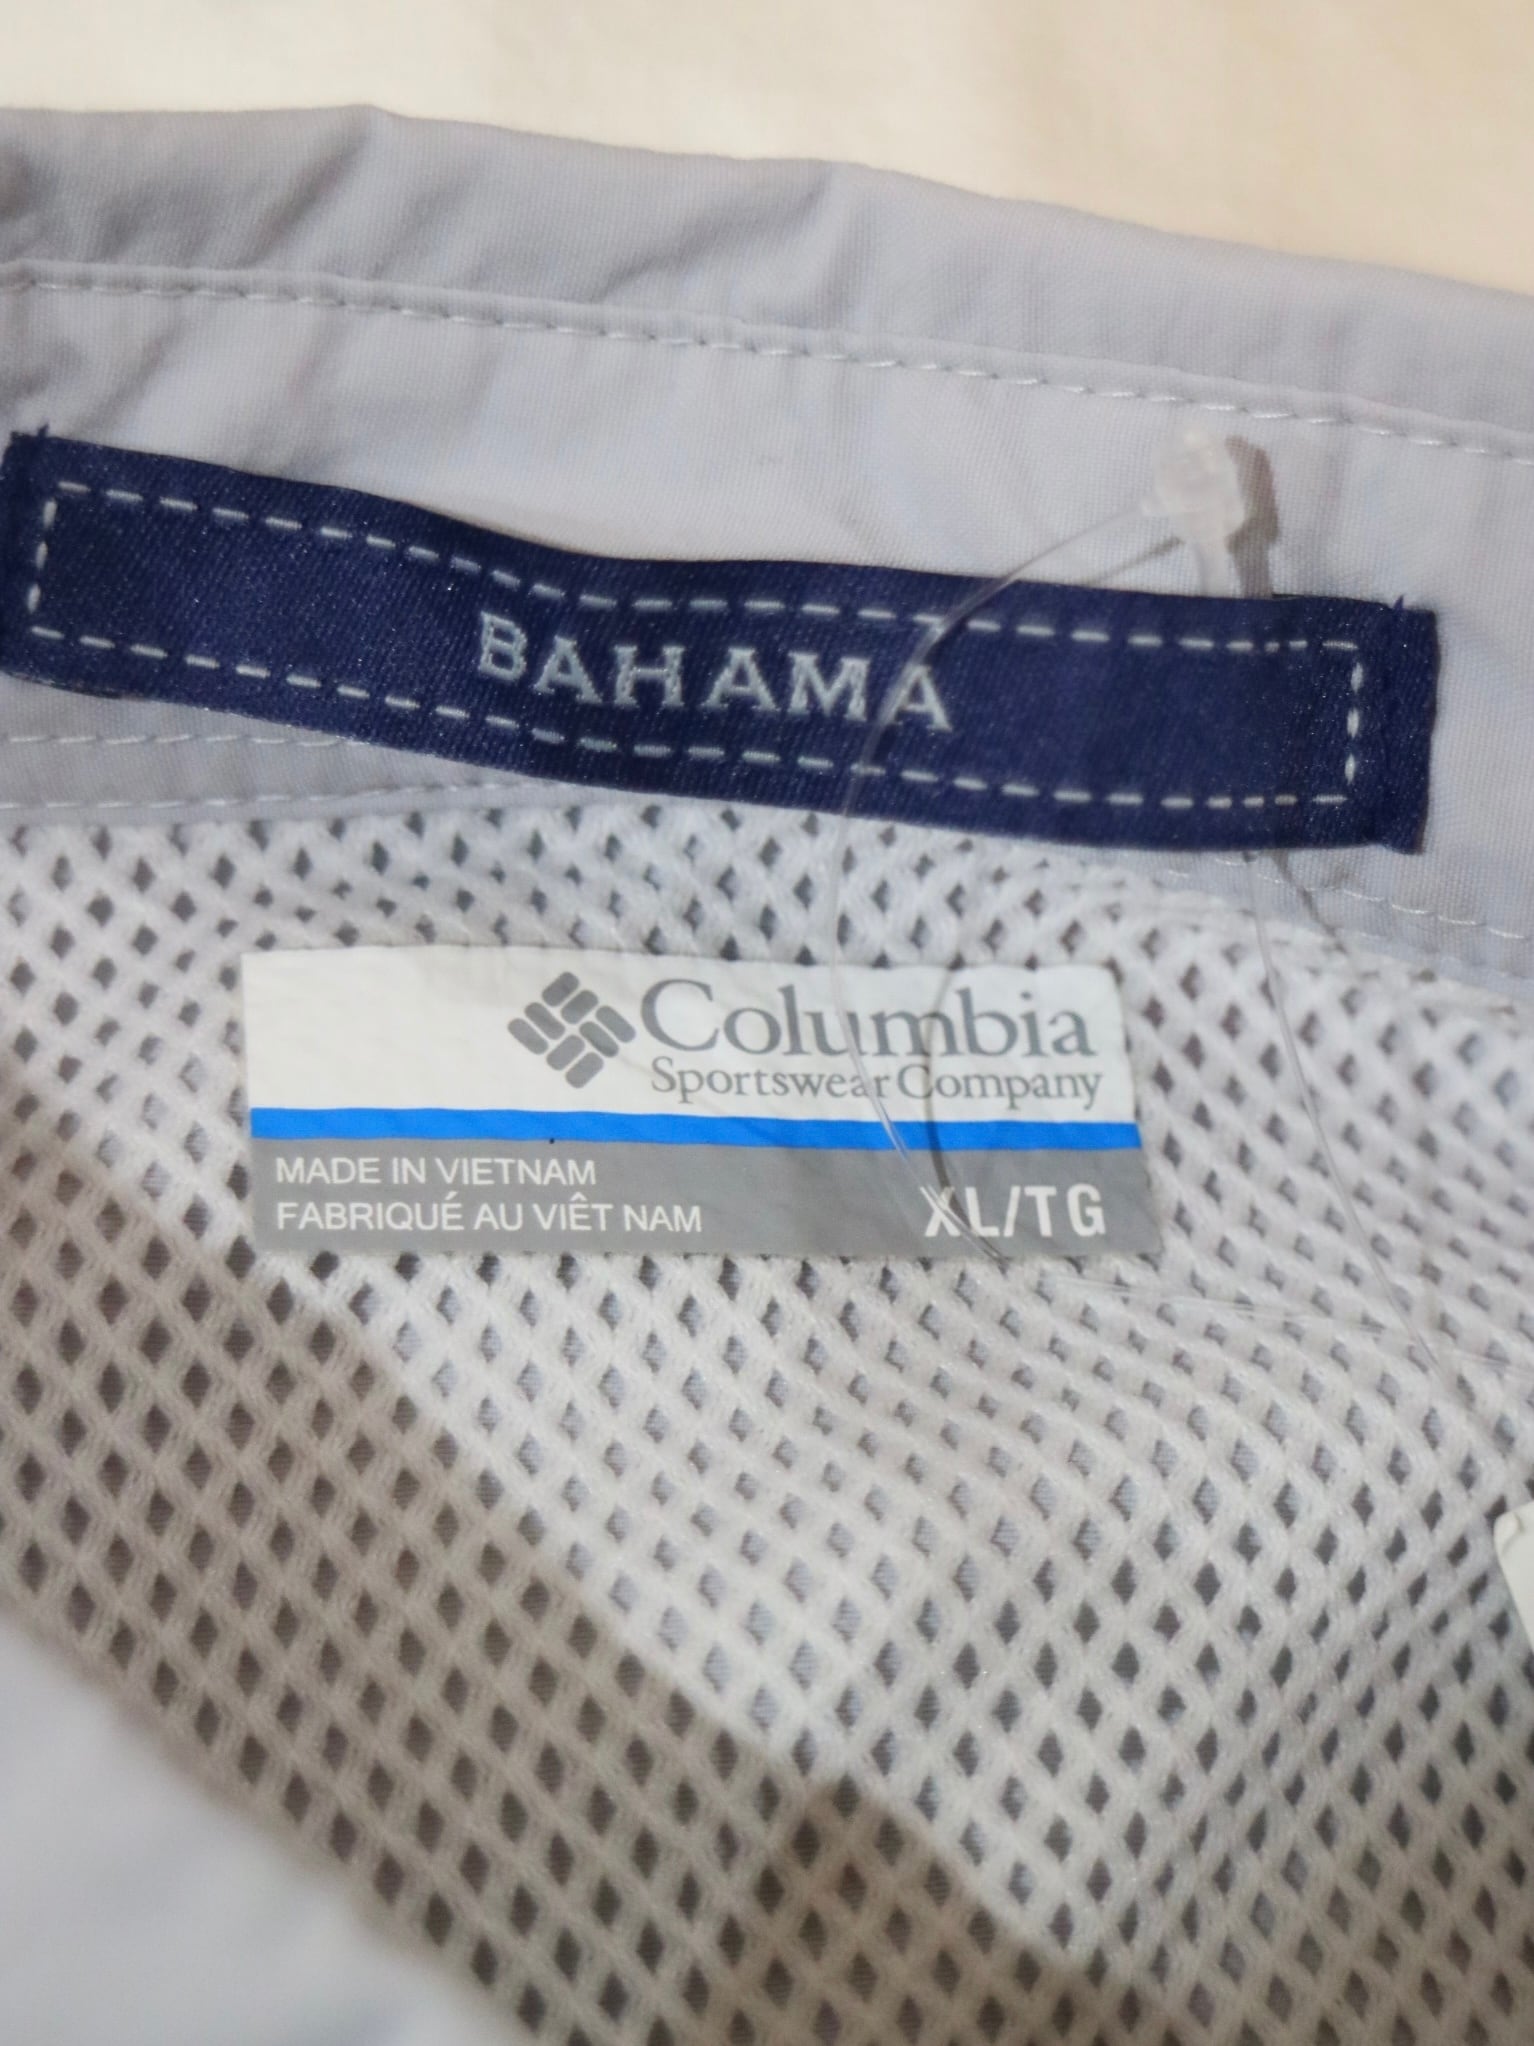 BAHAMA
Columbia
Sportswear Company
MADE IN VIETNAM
FABRIQUÉ AU VIÊT NAM
XL/TG